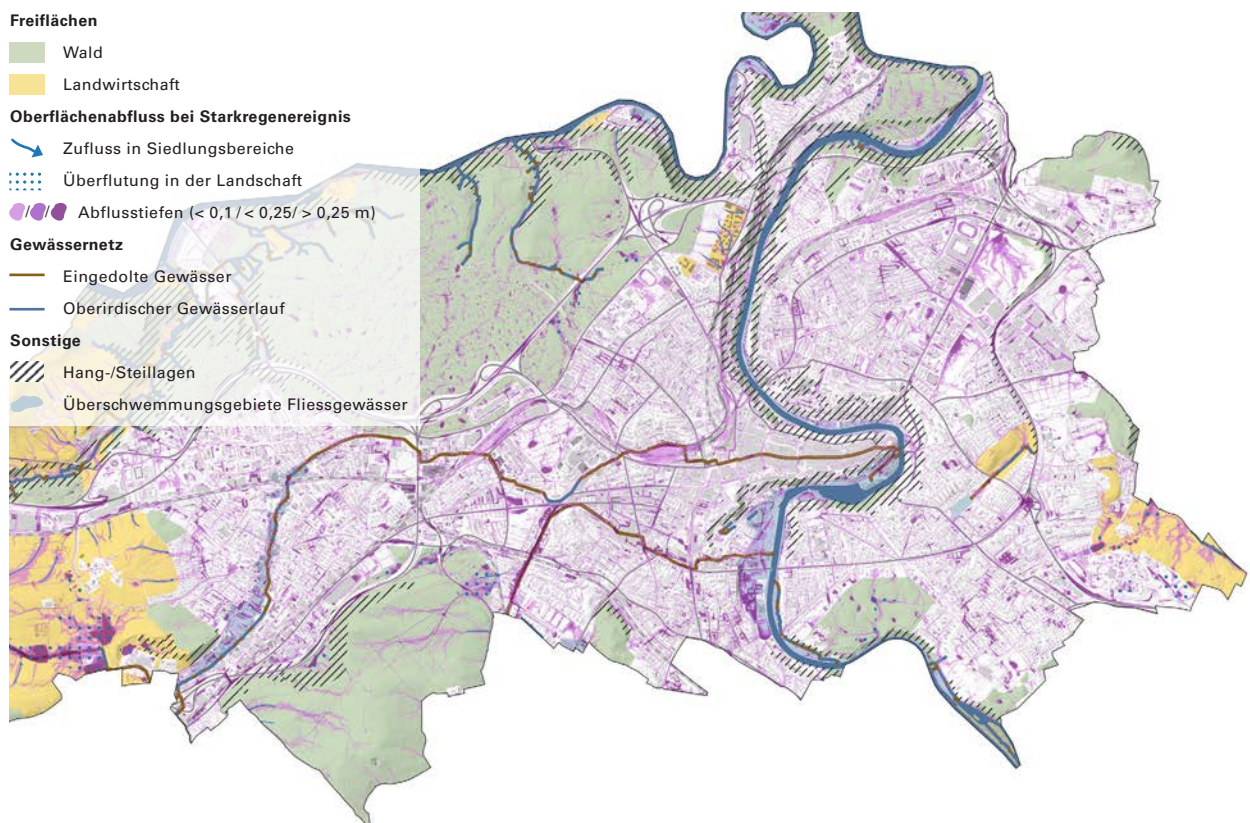 Freiflächen
Wald
Landwirtschaft
Oberflächenabfluss bei Starkregenereignis
Zufluss in Siedlungsbereiche
Überflutung in der Landschaft
Abflusstiefen (< 0,1 / < 0,25/ > 0,25 m)
Gewässernetz
Eingedolte Gewässer
Oberirdischer Gewässerlauf
Sonstige
Hang-/Steillagen
Überschwemmungsgebiete Fliessgewässer